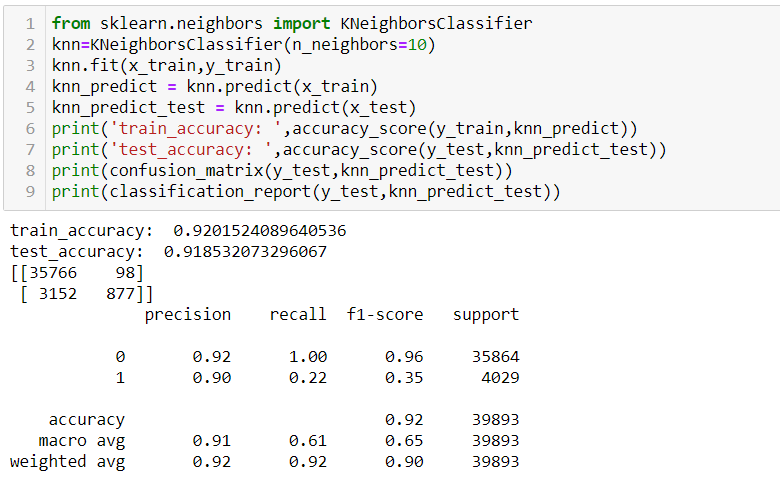 1 from sklearn.neighbors import KNeighborsClassifier
2 knn=KNeighborsClassifier(n_neighbors=10)
3 knn.fit(x_train,y_train)
4 knn_predict = knn.predict(x_train)
5 knn_predict_test = knn.predict(x_test)
6 print('train_accuracy: ',accuracy_score(y_train,knn_predict))
7 print('test_accuracy: ',accuracy_score(y_test,knn_predict_test))
8 print(confusion_matrix(y_test,knn_predict_test))
9 print(classification_report(y_test,knn_predict_test))
train_accuracy:  0.9201524089640536
test_accuracy:  0.918532073296067
[[35766    98]
 [ 3152   877]]
              precision    recall  f1-score   support
           0       0.92      1.00      0.96     35864
           1       0.90      0.22      0.35      4029
    accuracy                           0.92     39893
   macro avg       0.91      0.61      0.65     39893
weighted avg       0.92      0.92      0.90     39893